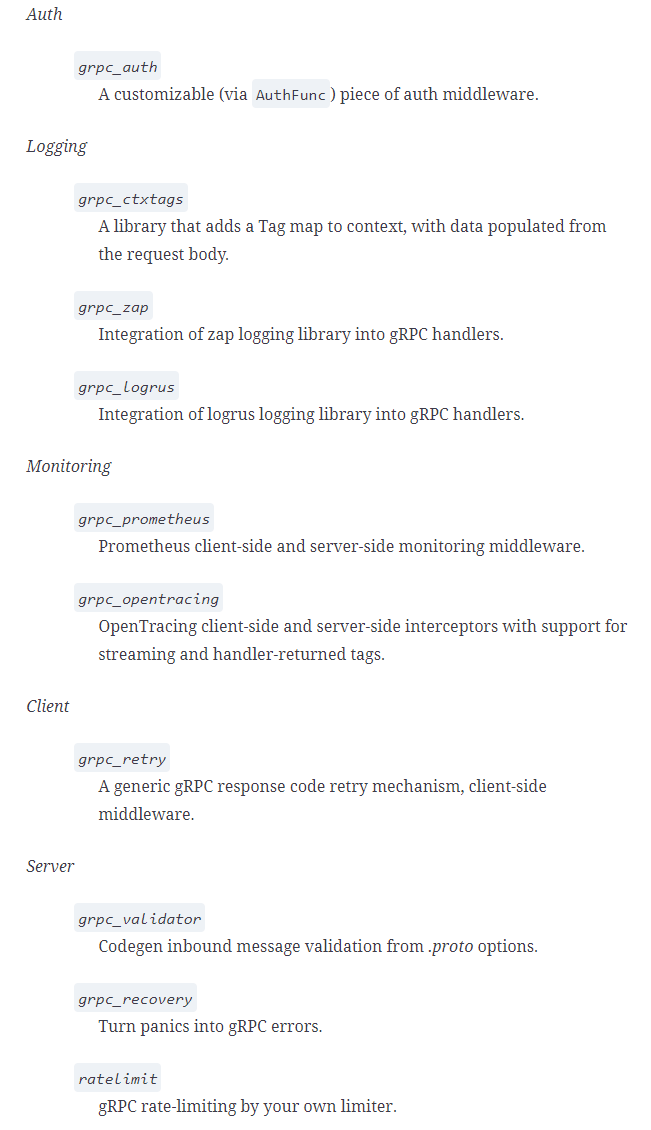 Auth
grpc_auth
A customizable (via AuthFunc) piece of auth middleware.
Logging
grpc_ctxtags
A library that adds a Tag map to context, with data populated from
the request body.
grpc_zap
Integration of zap logging library into gRPC handlers.
grpc_logrus
Integration of logrus logging library into gRPC handlers.
Monitoring
grpc_prometheus
Prometheus client-side and server-side monitoring middleware.
grpc_opentracing
OpenTracing client-side and server-side interceptors with support for
streaming and handler-returned tags.
Client
grpc_retry
A generic gRPC response code retry mechanism, client-side
middleware.
Server
grpc_validator
Codegen inbound message validation from .proto options.
grpc_recovery
Turn panics into gRPC errors.
ratelimit
gRPC rate-limiting by your own limiter.